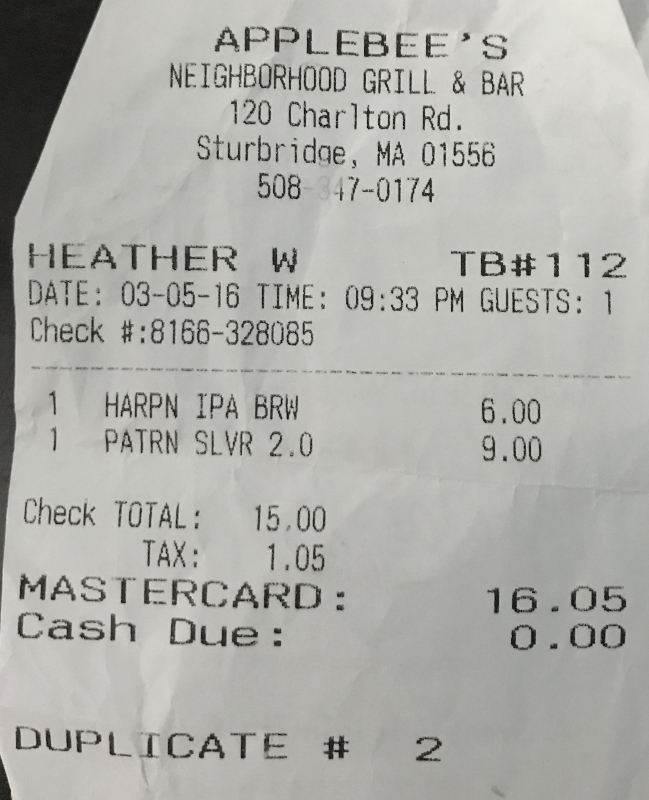 APPLEBEE'S
NEIGHBORHOOD GRILL & BAR
120 Charlton Rd.
Sturbridge, MA 01556
508-347-0174
HEATHER W TB#112
DATE: 03-05-16 TIME: 09:33 PM GUESTS: 1
Check #:8166-328085
1 HARPN IPA BRW 6.00
1 PATRN SLVR 2.0 9.00
Check TOTAL: 15.00
TAX: 1.05
MASTERCARD: 16.05
Cash Due: 0.00
DUPLICATE # 2